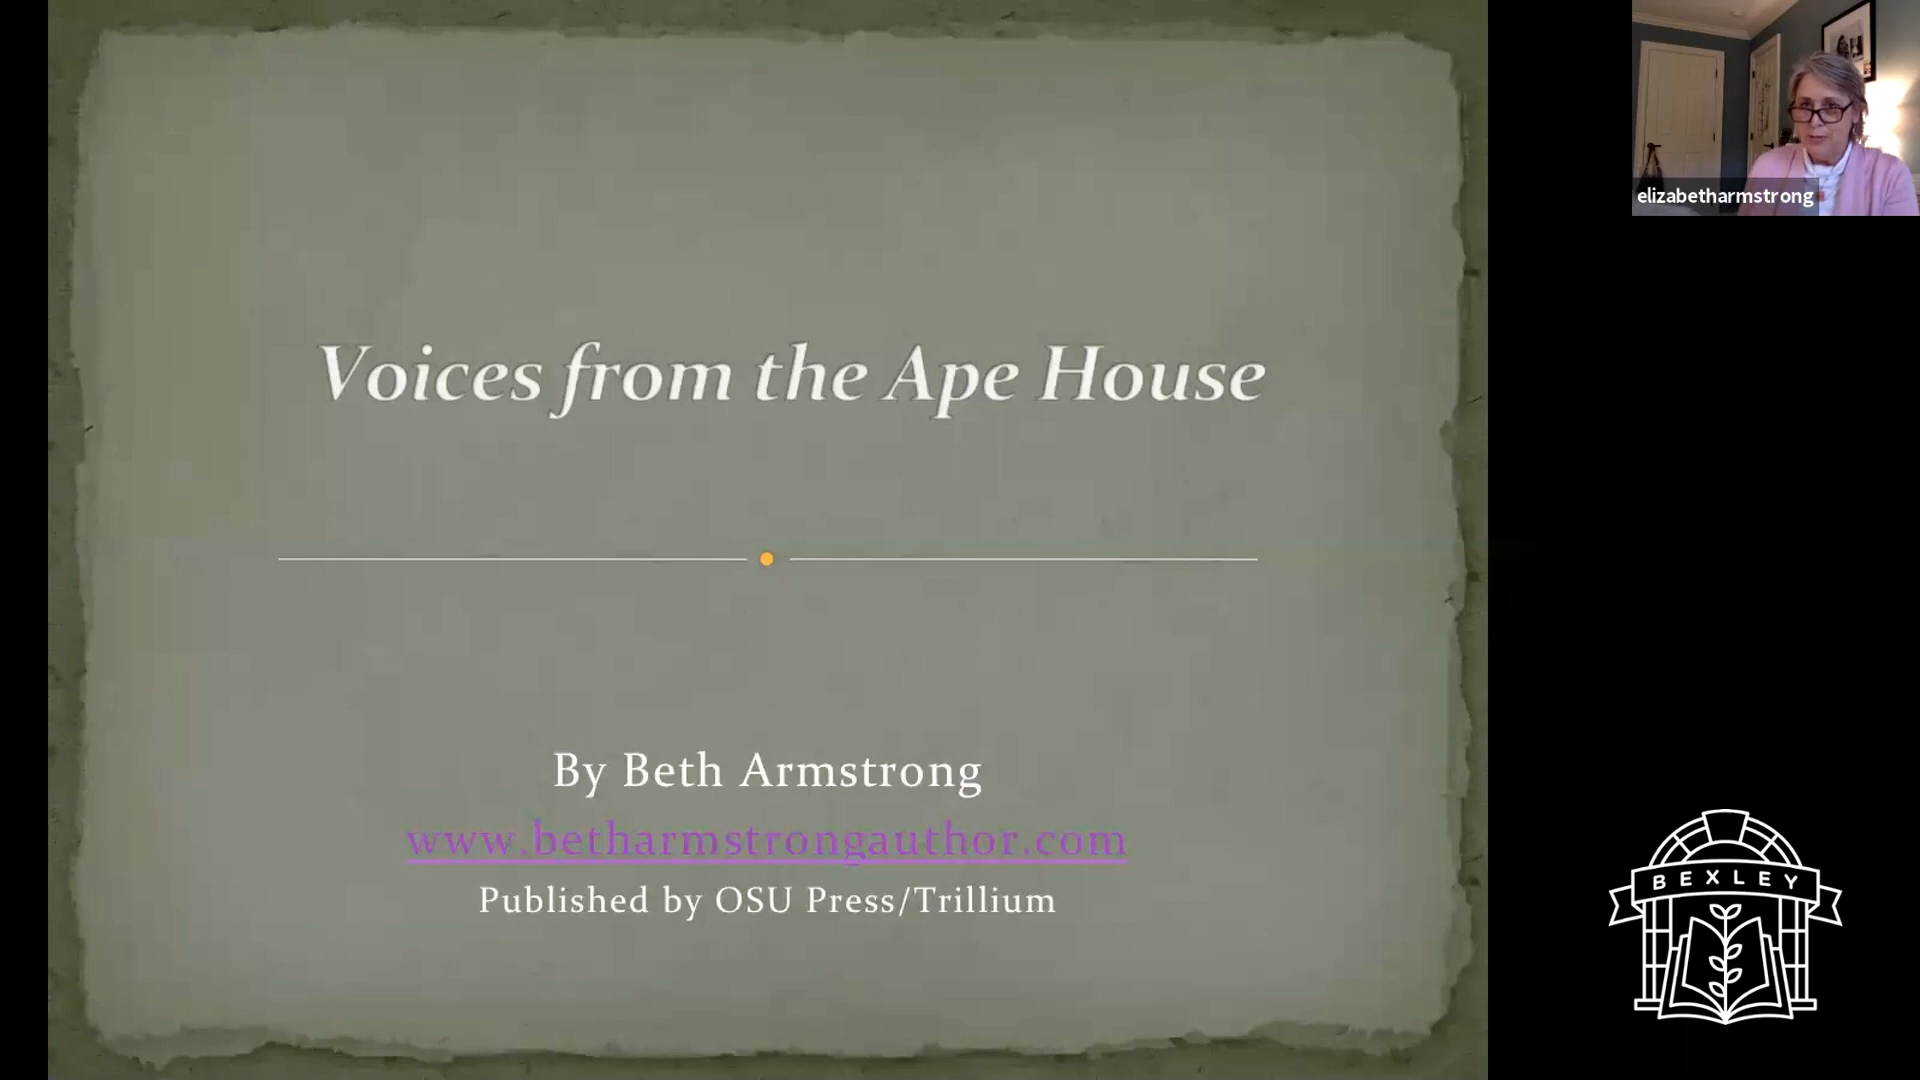 Voices from the Ape House
By Beth Armstrong
www.betharmstrongauthor.com
Published by OSU Press/Trillium
elizabetharmstrong
BEXLEY